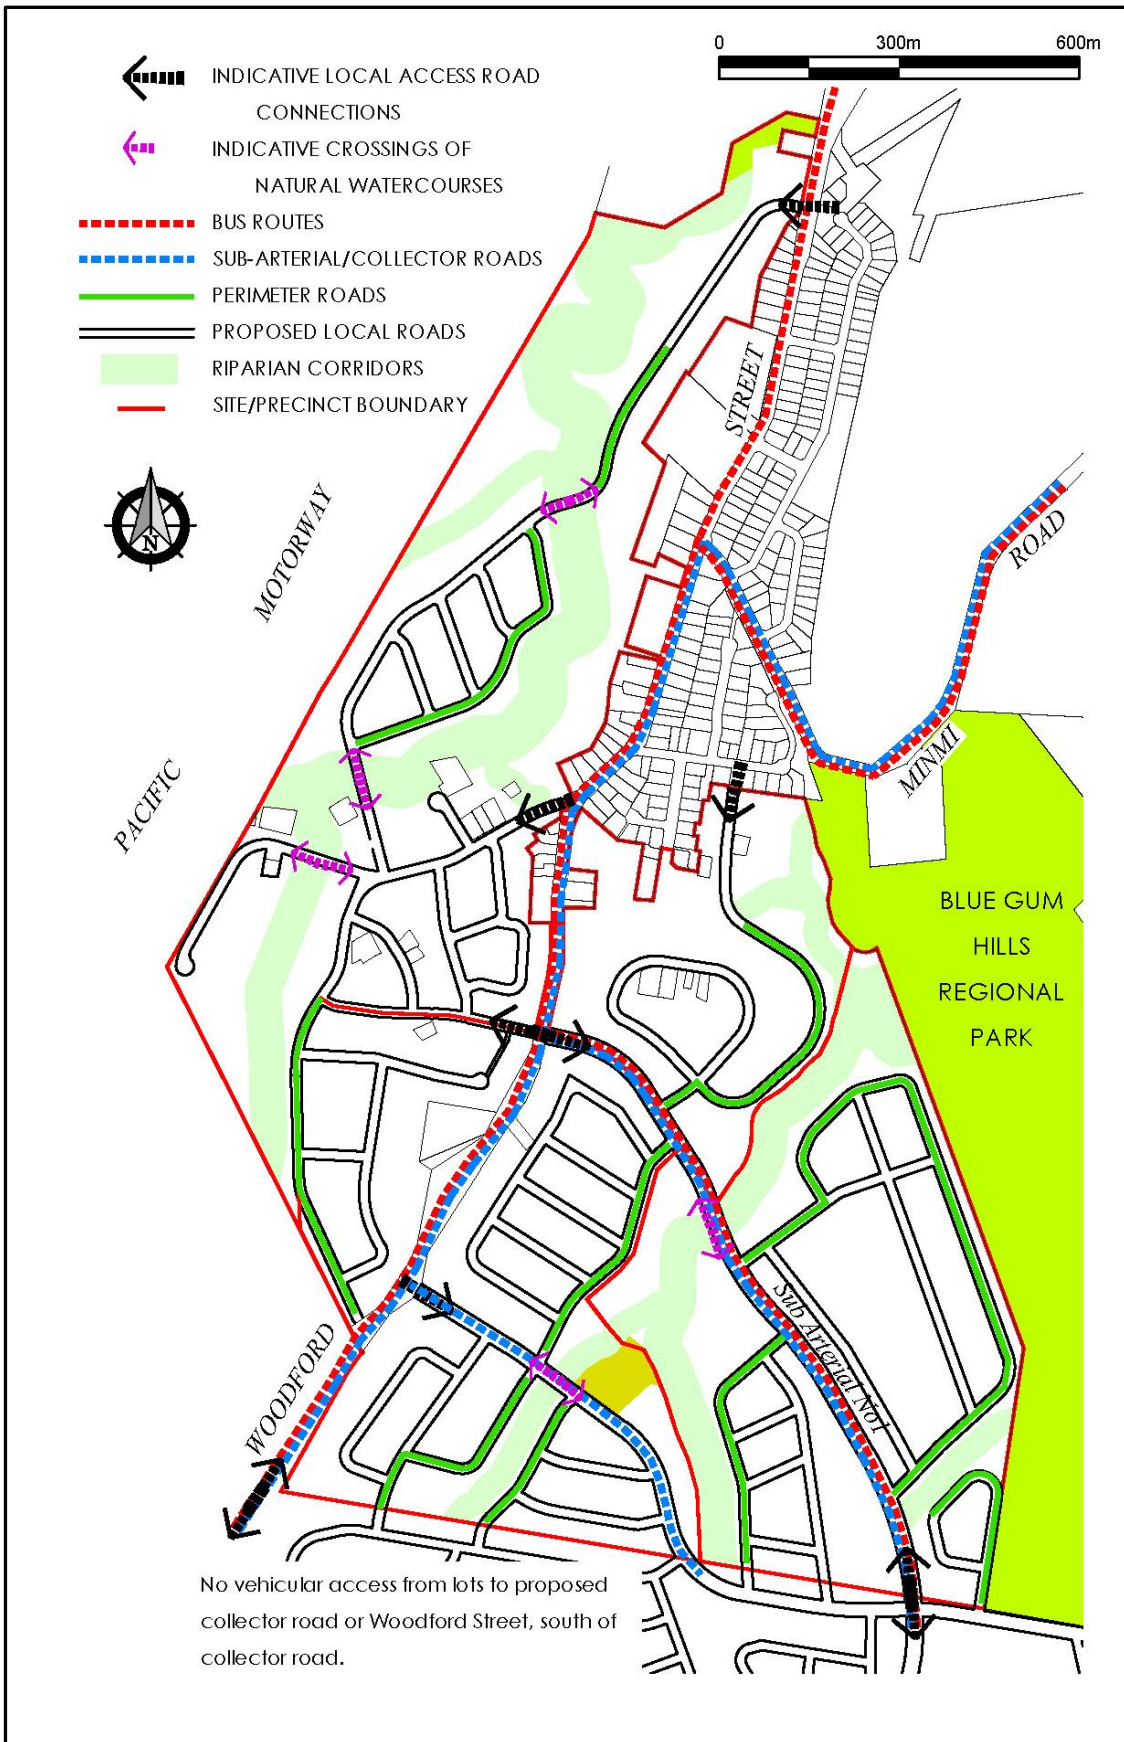 0 300m 600m
INDICATIVE LOCAL ACCESS ROAD
CONNECTIONS
INDICATIVE CROSSINGS OF
NATURAL WATERCOURSES
BUS ROUTES
SUB-ARTERIAL/COLLECTOR ROADS
PERIMETER ROADS
PROPOSED LOCAL ROADS
RIPARIAN CORRIDORS
SITE/PRECINCT BOUNDARY
STREET
N
MOTORWAY
ROAD
MINMI
PACIFIC
BLUE GUM
HILLS
REGIONAL
PARK
Sub Arterial No1
WOODFORD
No vehicular access from lots to proposed
collector road or Woodford Street, south of
collector road.